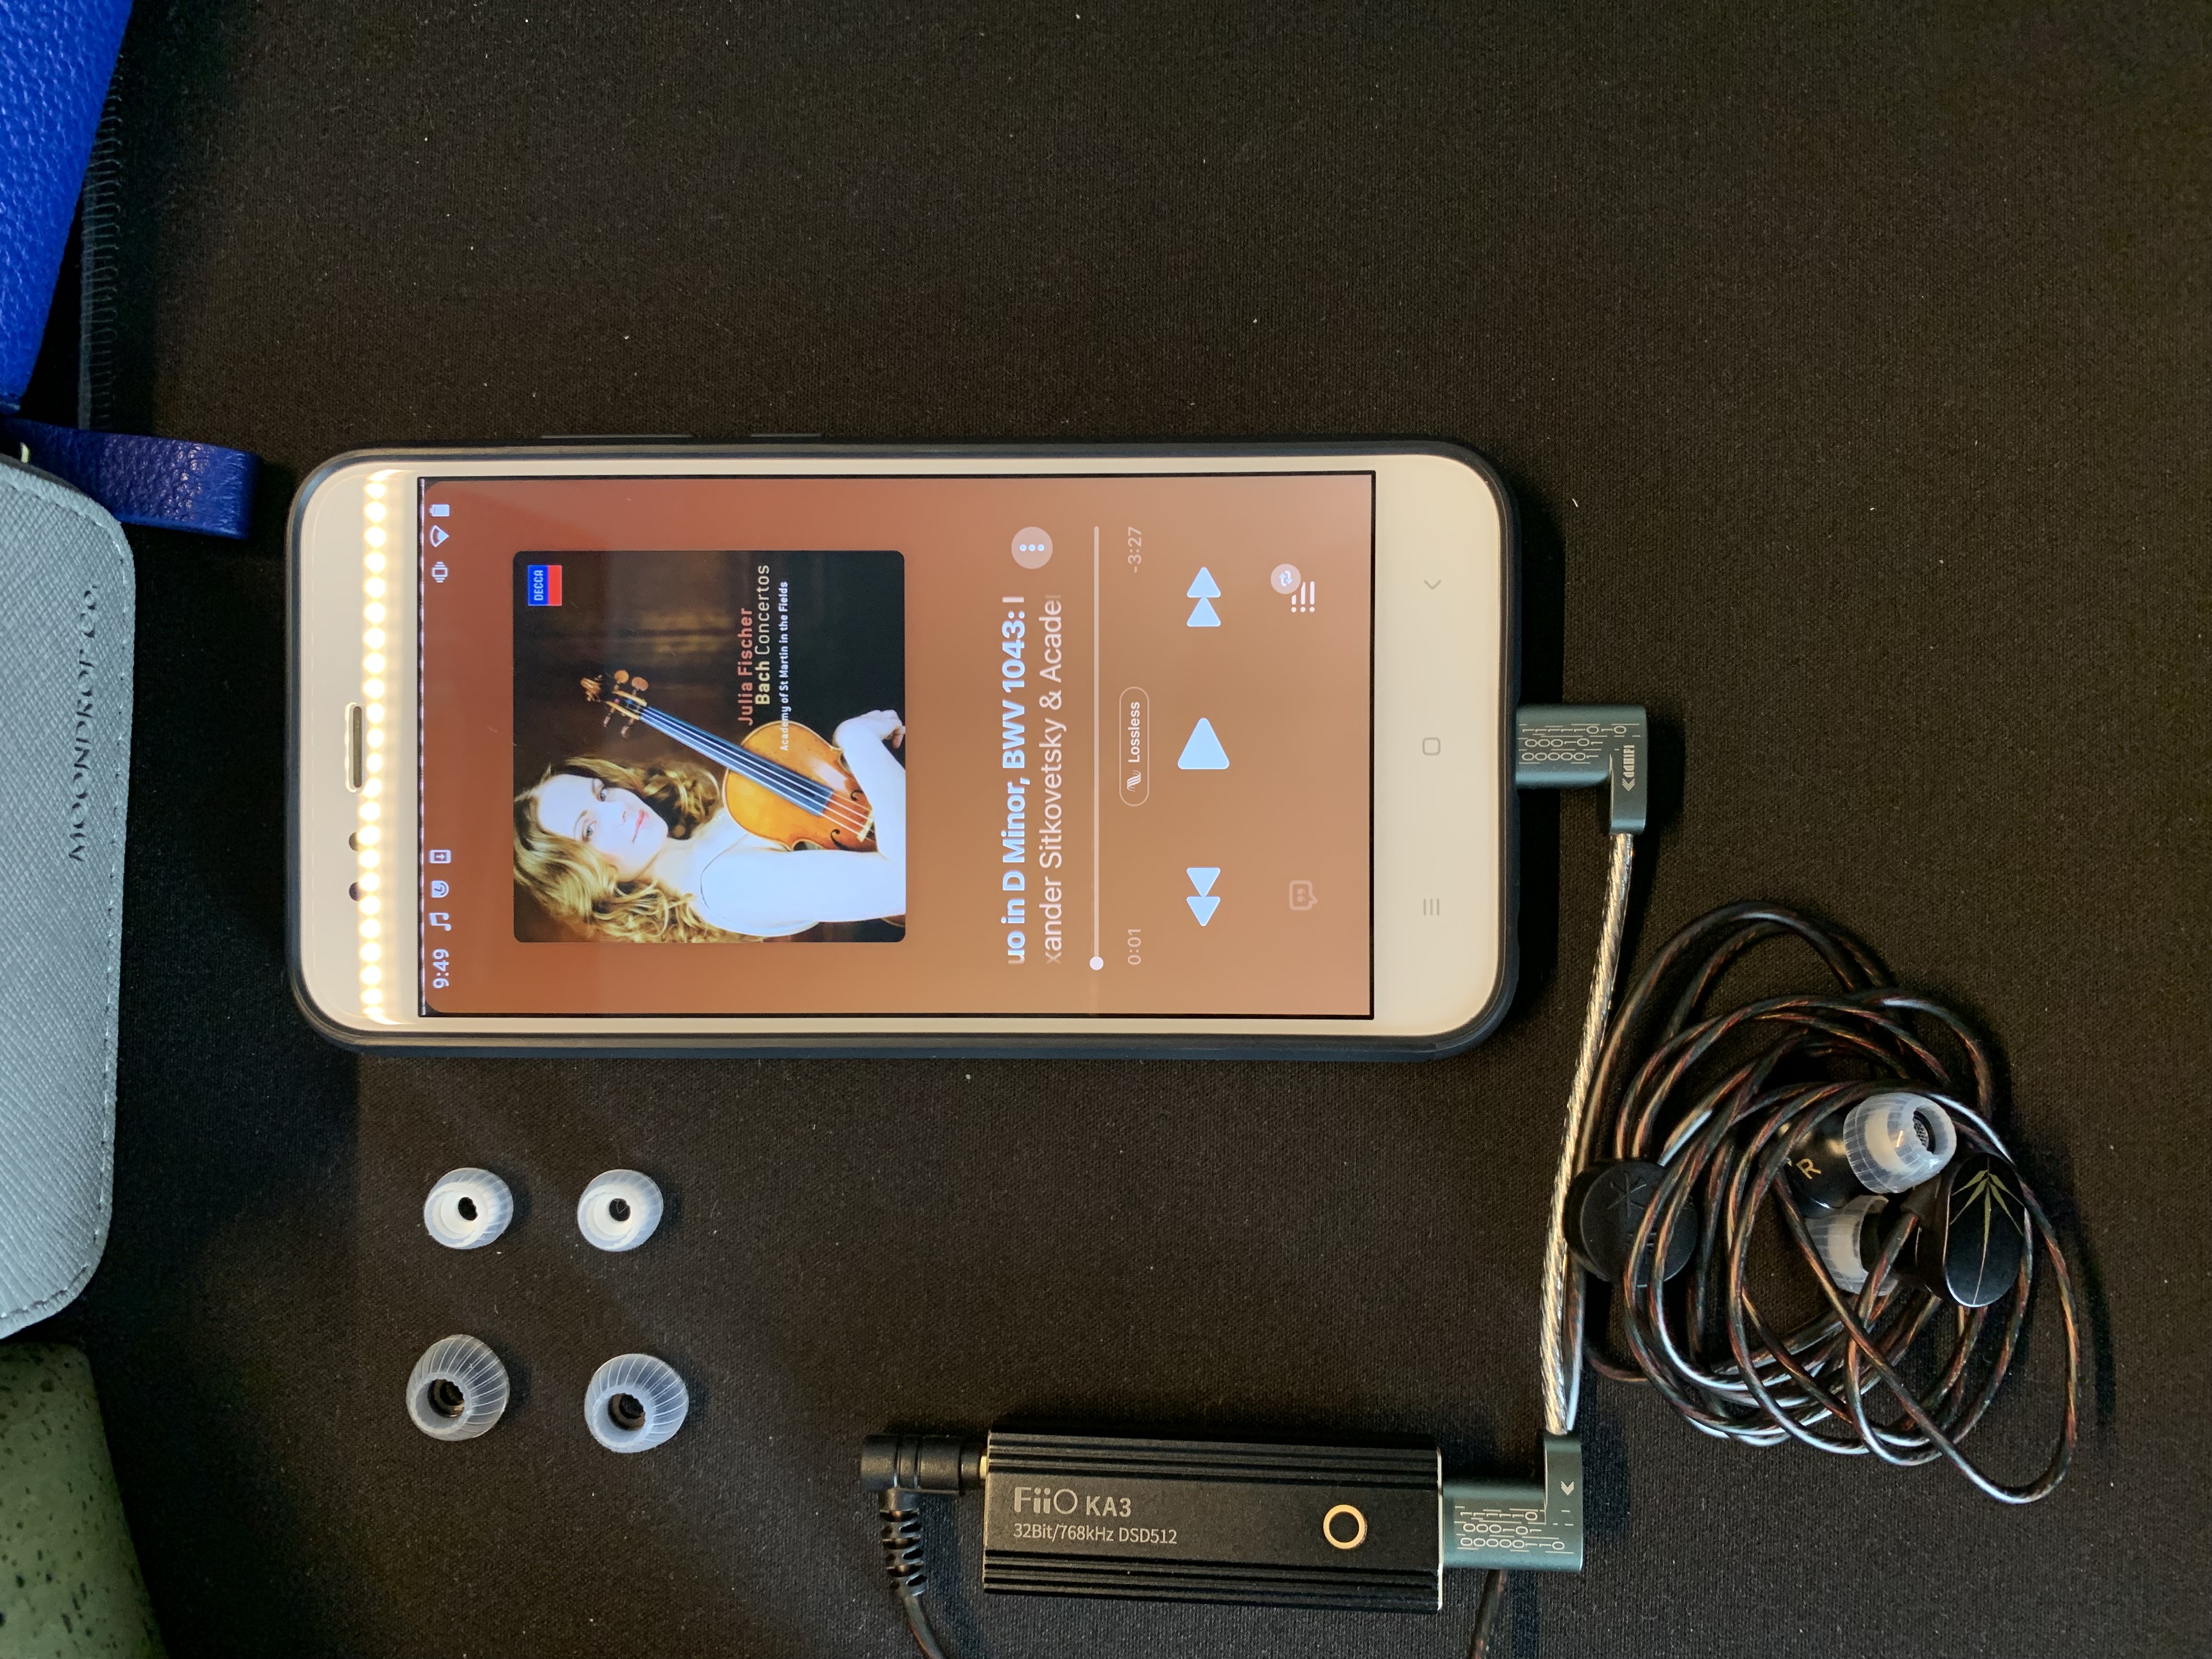 MOONDROP Co.
9:49
DECCA
Julia Fischer
Bach Concertos
Academy of St Martin in the Fields
uo in D Minor, BWV 1043: I
xander Sitkovetsky & Acade
0:01
Lossless
-3:27
FiiO KA3
32Bit/768kHz DSD512
ddHiFi
R